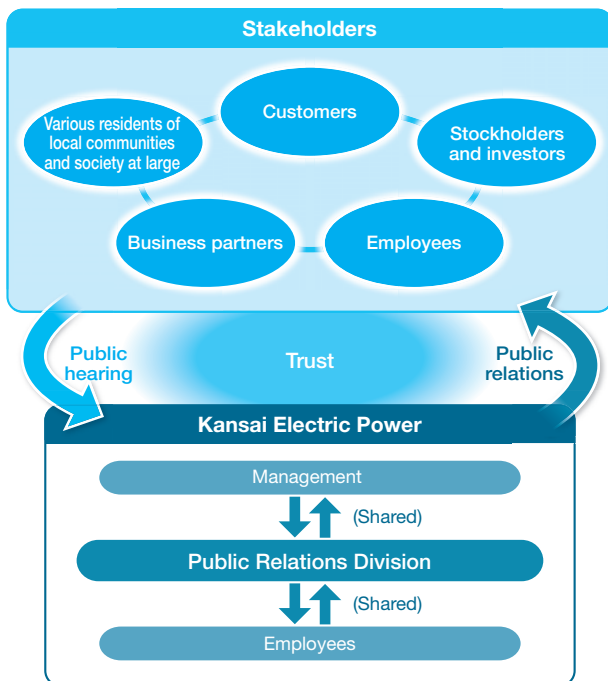 Stakeholders
Customers
Various residents of
local communities
and society at large
Stockholders
and investors
Business partners
Employees
Public
hearing
Trust
Public
relations
Kansai Electric Power
Management
(Shared)
Public Relations Division
(Shared)
Employees